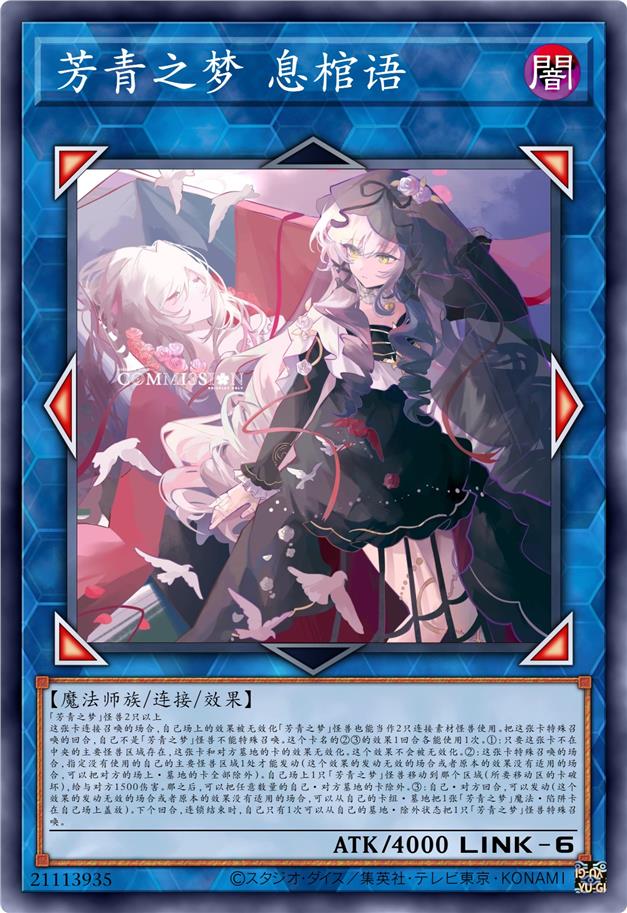 芳青之梦 息棺语
闇
COMMISSION
【魔法师族/连接/效果】
「芳青之梦」怪兽2只以上
这张卡连接召唤的场合，自己场上的效果被无效化「芳青之梦」怪兽也能当作2只连接素材怪兽使用。把这张卡特殊召
唤的回合，自己不是「芳青之梦」怪兽不能特殊召唤。这个卡名的②③的效果1回合各能使用1次。①：只要这张卡不在
中央的主要怪兽区域存在，这张卡和对方墓地的卡的效果无效化。这个效果不会被无效化。②：这张卡特殊召唤的场
合，指定没有使用的自己的主要怪兽区域1处才能发动（这个效果的发动无效的场合或者原本的效果没有适用的场
合，可以把对方的场上·墓地的卡全部除外）。自己场上1只「芳青之梦」怪兽移动到那个区域（所要移动区的卡破
坏），给与对方1500伤害。那之后，可以把任意数量的自己·对方墓地的卡除外。③：自己·对方回合，可以发动（这个
效果的发动无效的场合或者原本的效果没有适用的场合，可以从自己的卡组·墓地把1张「芳青之梦」魔法·陷阱卡
在自己场上盖放）。下个回合，连锁结束时，自己只有1次可以从自己的墓地·除外状态把1只「芳青之梦」怪兽特殊召
唤。
ATK/4000 LINK-6
21113935 ©スタジオ·ダイス／集英社·テレビ東京·KONAMI